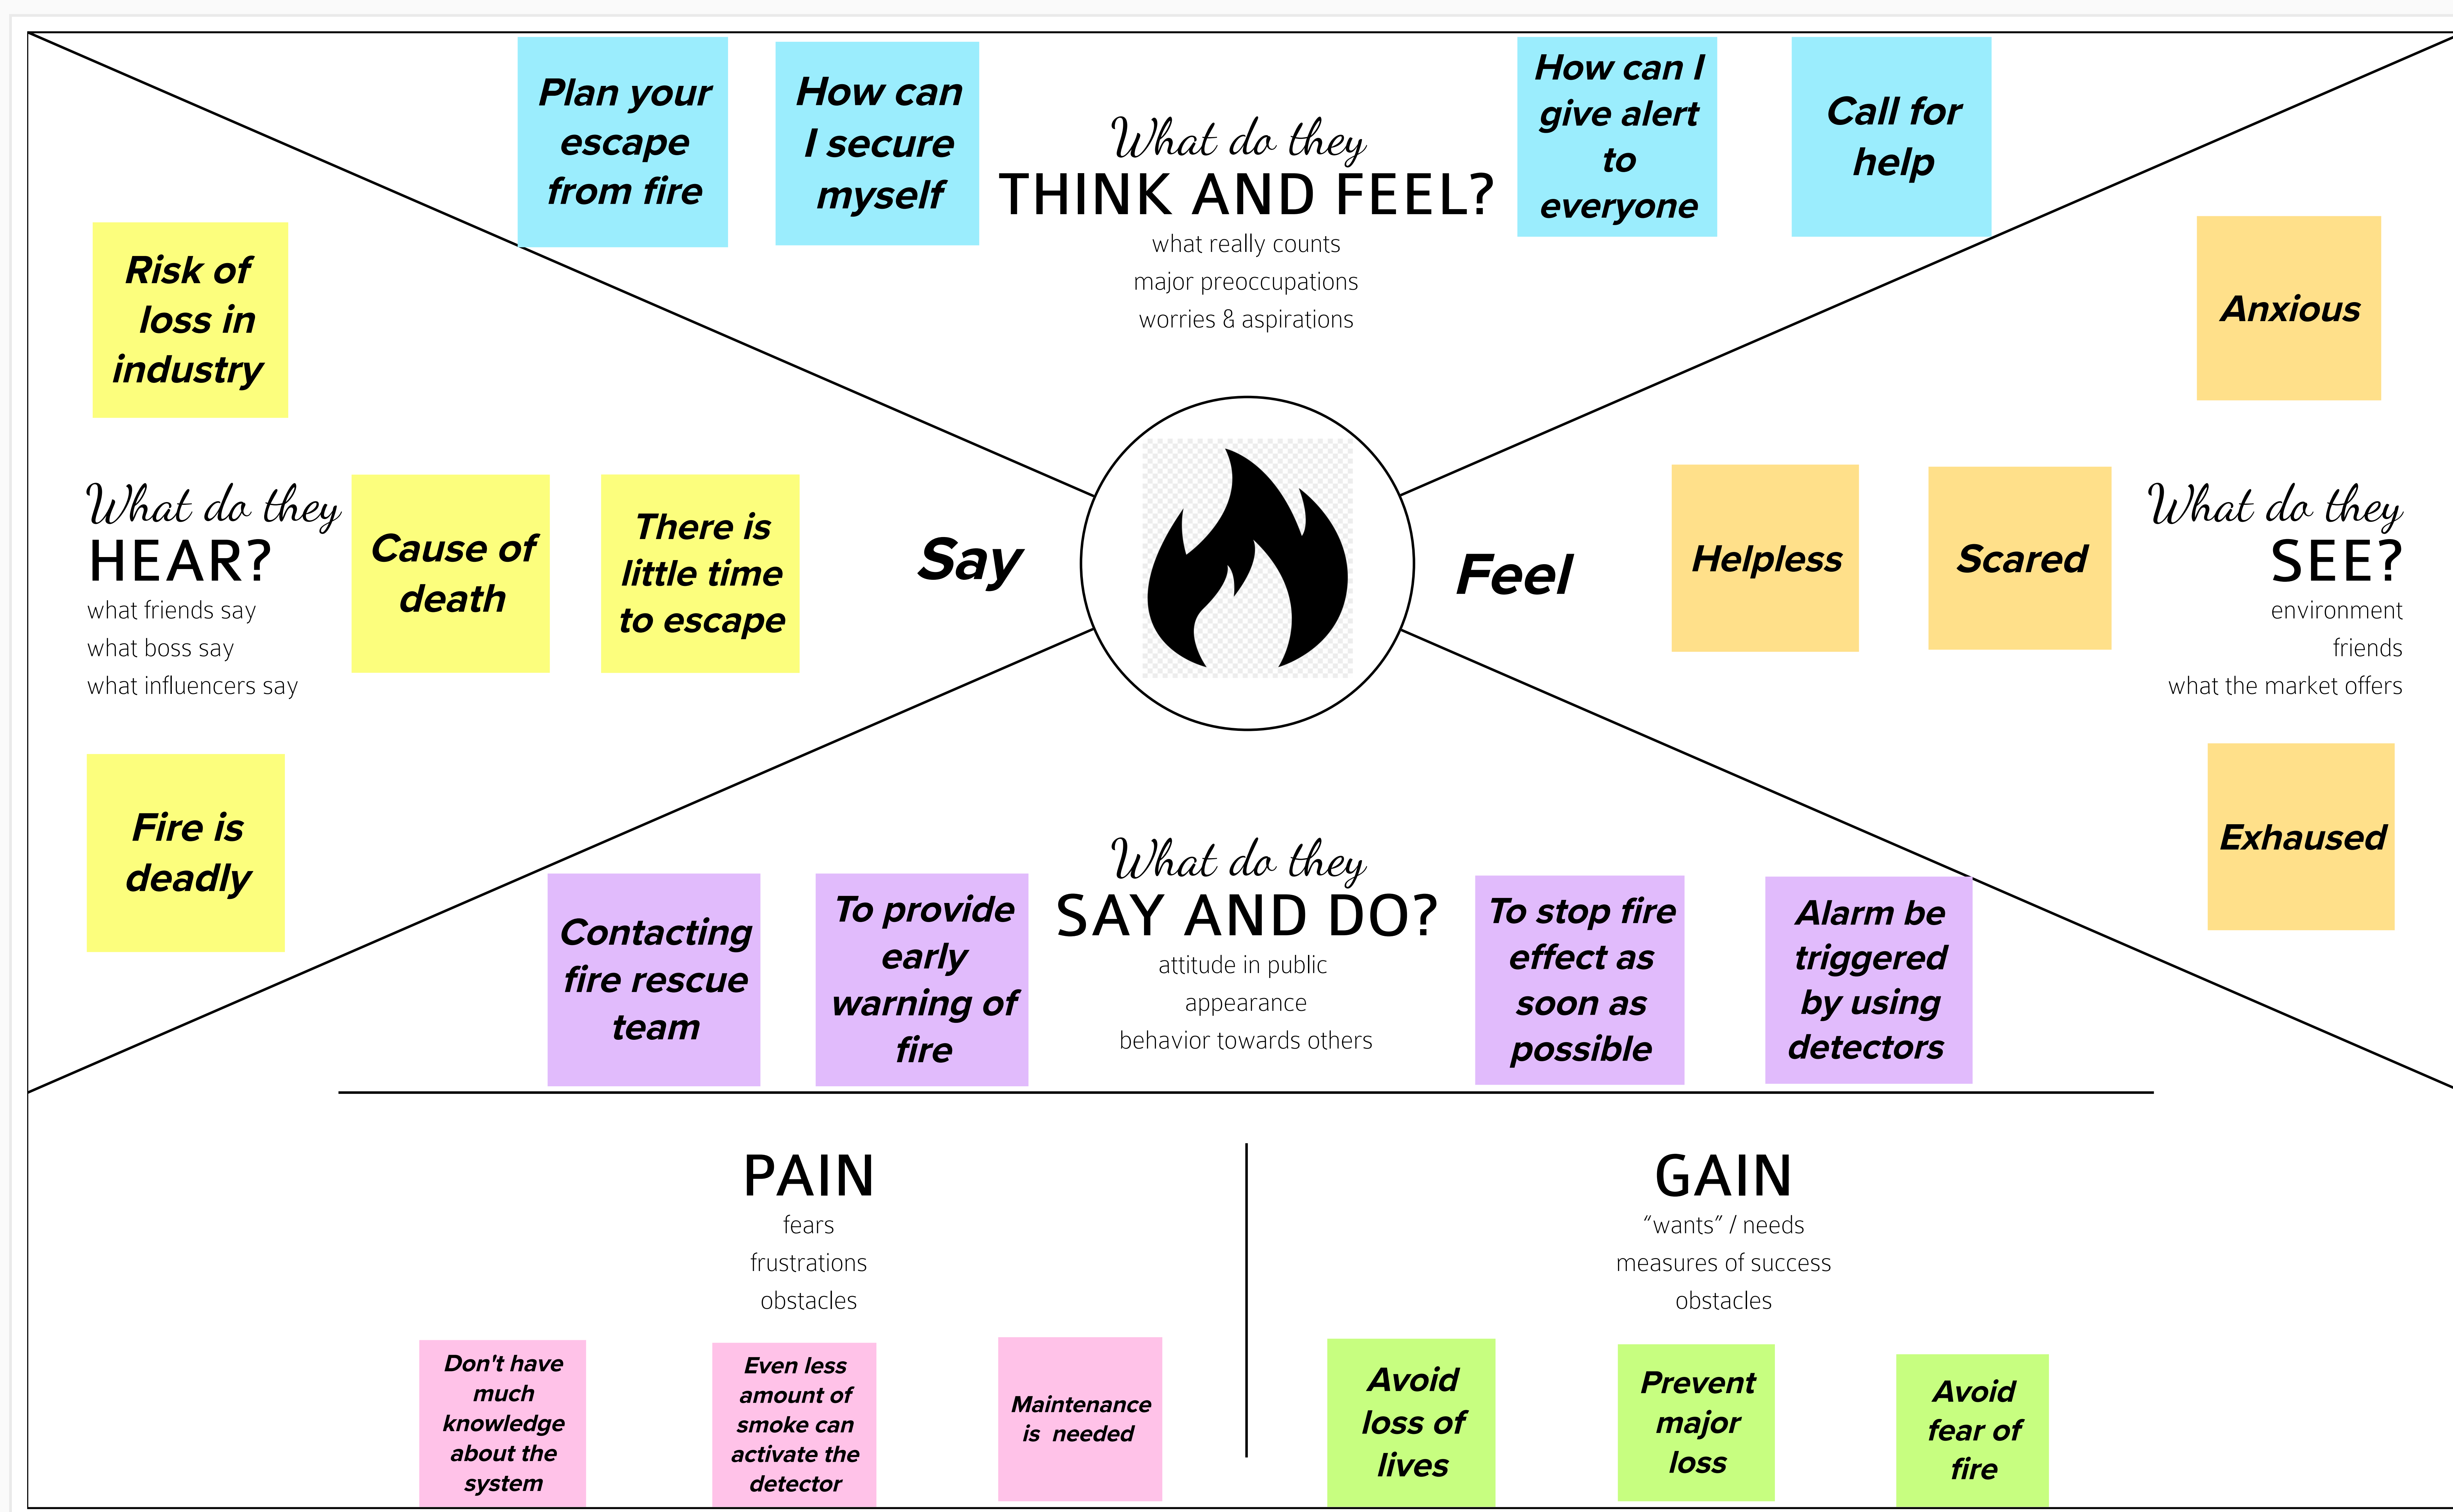 Plan your
escape
from fire
How can
I secure
myself
What do they
THINK AND FEEL?
what really counts
major preoccupations
worries & aspirations
How can I
give alert
to
everyone
Call for
help
Risk of
loss in
industry
What do they
HEAR?
what friends say
what boss say
what influencers say
Cause of
death
There is
little time
to escape
Say
Fire is
deadly
Feel
Anxious
Helpless
Scared
What do they
SEE?
environment
friends
what the market offers
Exhaused
Contacting
fire rescue
team
To provide
early
warning of
fire
What do they
SAY AND DO?
attitude in public
appearance
behavior towards others
To stop fire
effect as
soon as
possible
Alarm be
triggered
by using
detectors
PAIN
fears
frustrations
obstacles
Don't have
much
knowledge
about the
system
Even less
amount of
smoke can
activate the
detector
Maintenance
is needed
GAIN
“wants” / needs
measures of success
obstacles
Avoid
loss of
lives
Prevent
major
loss
Avoid
fear of
fire